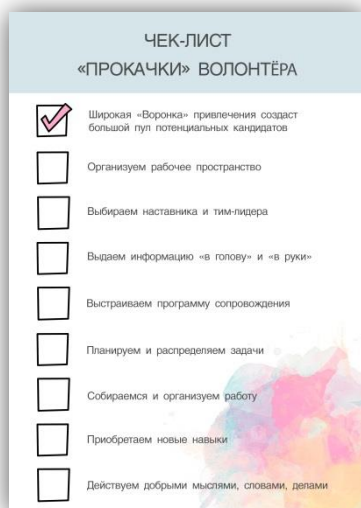 ЧЕК-ЛИСТ
«ПРОКАЧКИ» ВОЛОНТЁРА
Широкая «Воронка» привлечения создаст
большой пул потенциальных кандидатов
Организуем рабочее пространство
Выбираем наставника и тим-лидера
Выдаем информацию «в голову» и «в руки»
Выстраиваем программу сопровождения
Планируем и распределяем задачи
Собираемся и организуем работу
Приобретаем новые навыки
Действуем добрыми мыслями, словами, делами